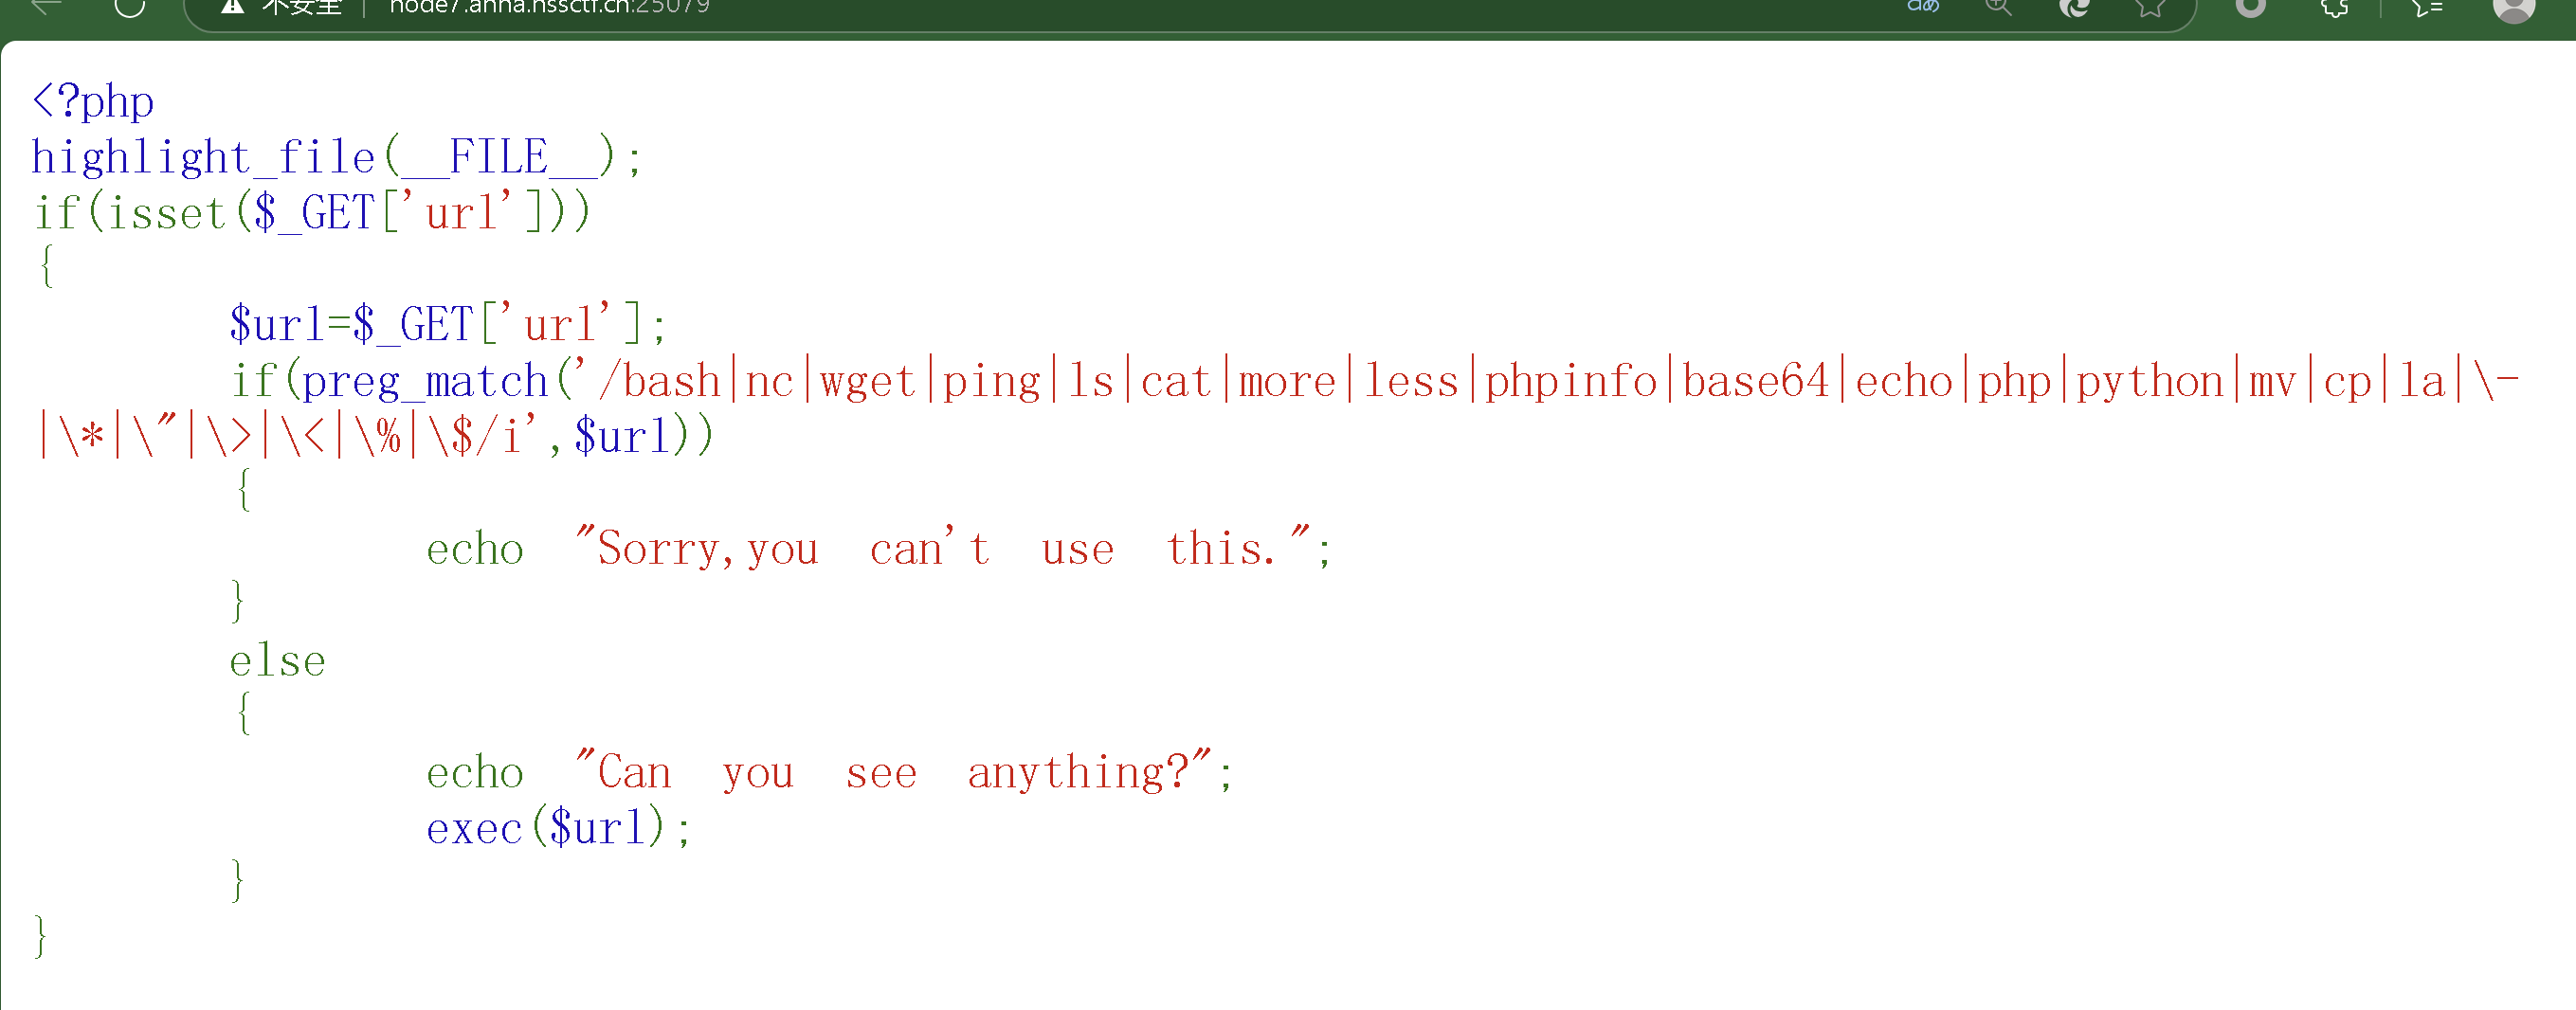 不安全 | node7.anna.nssctf.cn:25079
<?php
highlight_file(__FILE__);
if(isset($_GET['url']))
{
$url=$_GET['url'];
if(preg_match('/bash|nc|wget|ping|ls|cat|more|less|phpinfo|base64|echo|php|python|mv|cp|la|\-
|\*|\"|\>|\<|\%|\$/i',$url))
{
echo "Sorry,you can't use this.";
}
else
{
echo "Can you see anything?";
exec($url);
}
}